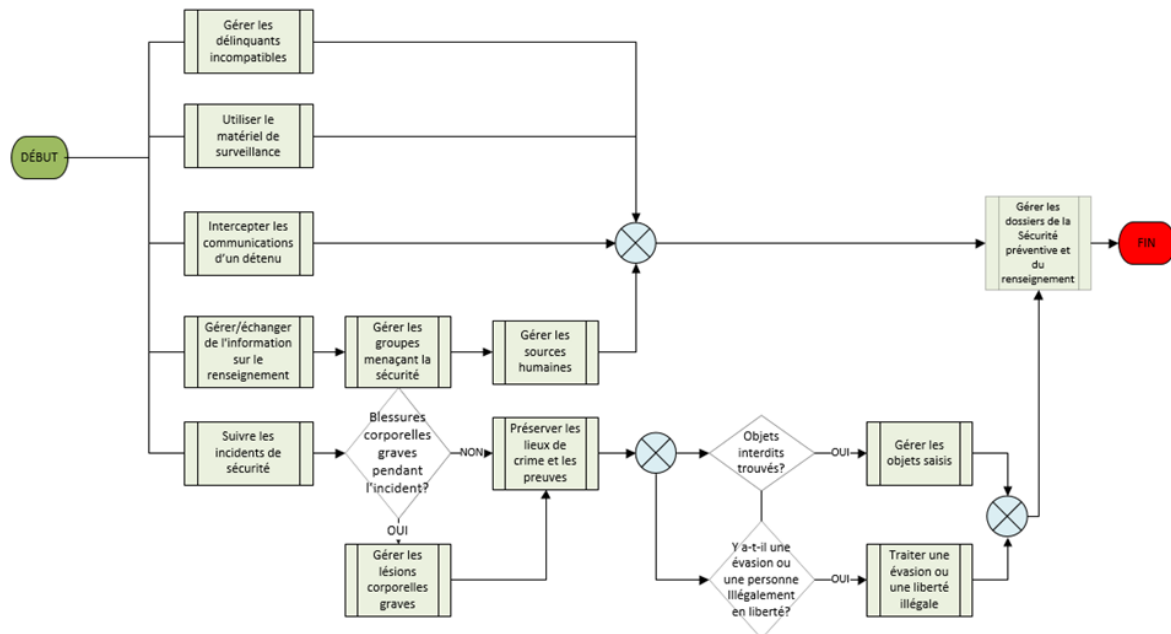 Gérer les
délinquants
incompatibles
Utiliser le
matériel de
surveillance
DÉBUT
Intercepter les
communications
d'un détenu
Gérer les
dossiers de la
Sécurité
préventive et
du
renseignement
FIN
Gérer/échanger
de l'information
sur le
renseignement
Gérer les
groupes
menaçant la
sécurité
Gérer les
sources
humaines
Suivre les
incidents de
sécurité
Blessures
corporelles
graves
pendant
l'incident?
NON
Préserver les
lieux de
crime et les
preuves
Objets
interdits
trouvés?
OUI
Gérer les
objets saisis
OUI
Gérer les
lésions
corporelles
graves
Y a-t-il une
évasion ou
une personne
Illégalement
en liberté?
OUI
Traiter une
évasion ou
une liberté
illégale